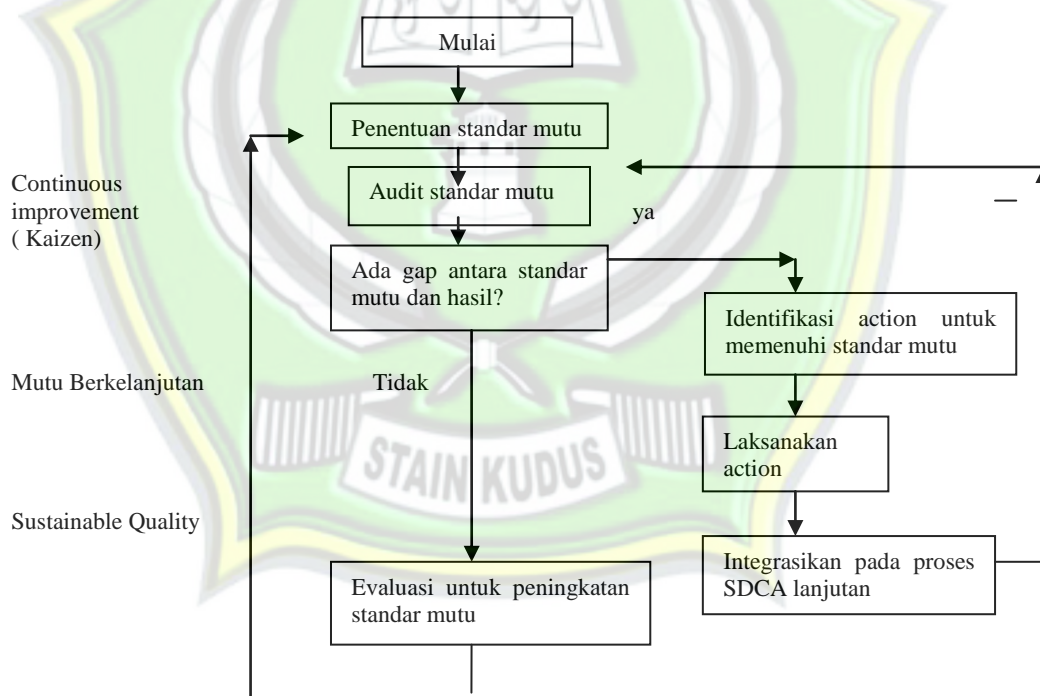 Mulai
Penentuan standar mutu
Audit standar mutu
Continuous
improvement
( Kaizen)
ya
Ada gap antara standar
mutu dan hasil?
Identifikasi action untuk
memenuhi standar mutu
Mutu Berkelanjutan
Tidak
Laksanakan
action
STAIN KUDUS
Sustainable Quality
Integrasikan pada proses
SDCA lanjutan
Evaluasi untuk peningkatan
standar mutu